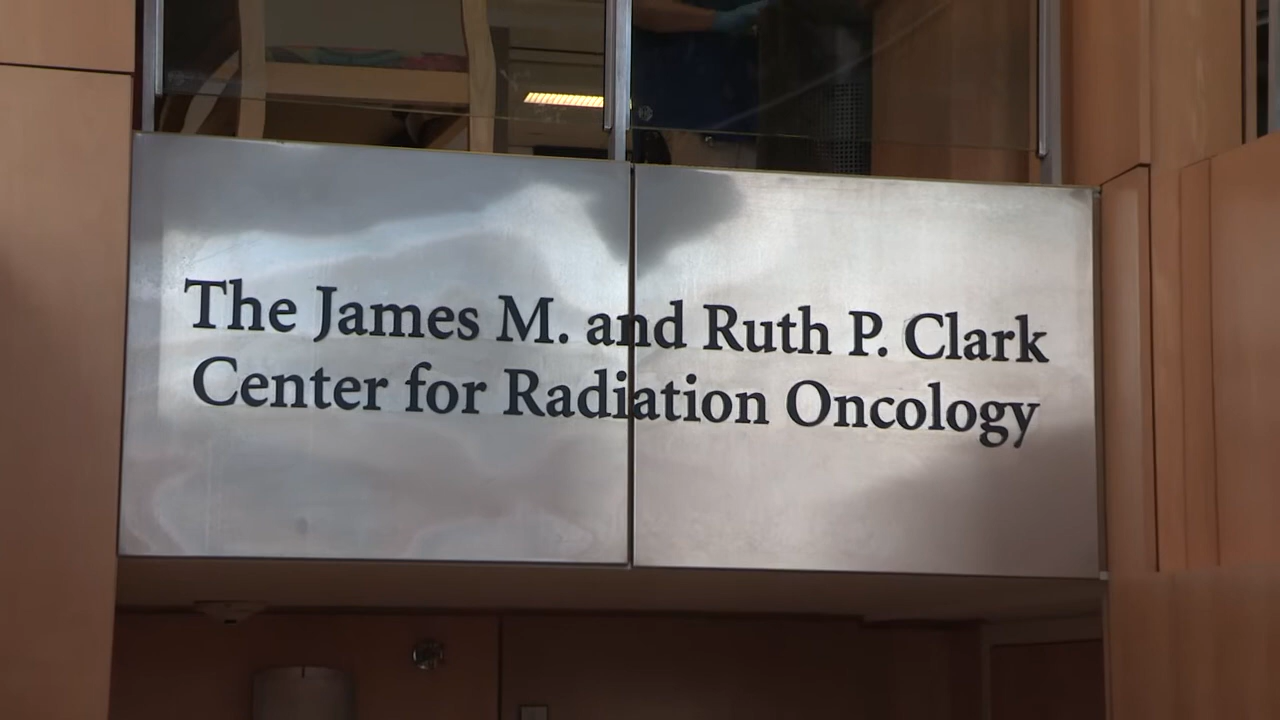 The James M. and Ruth P. Clark
Center for Radiation Oncology